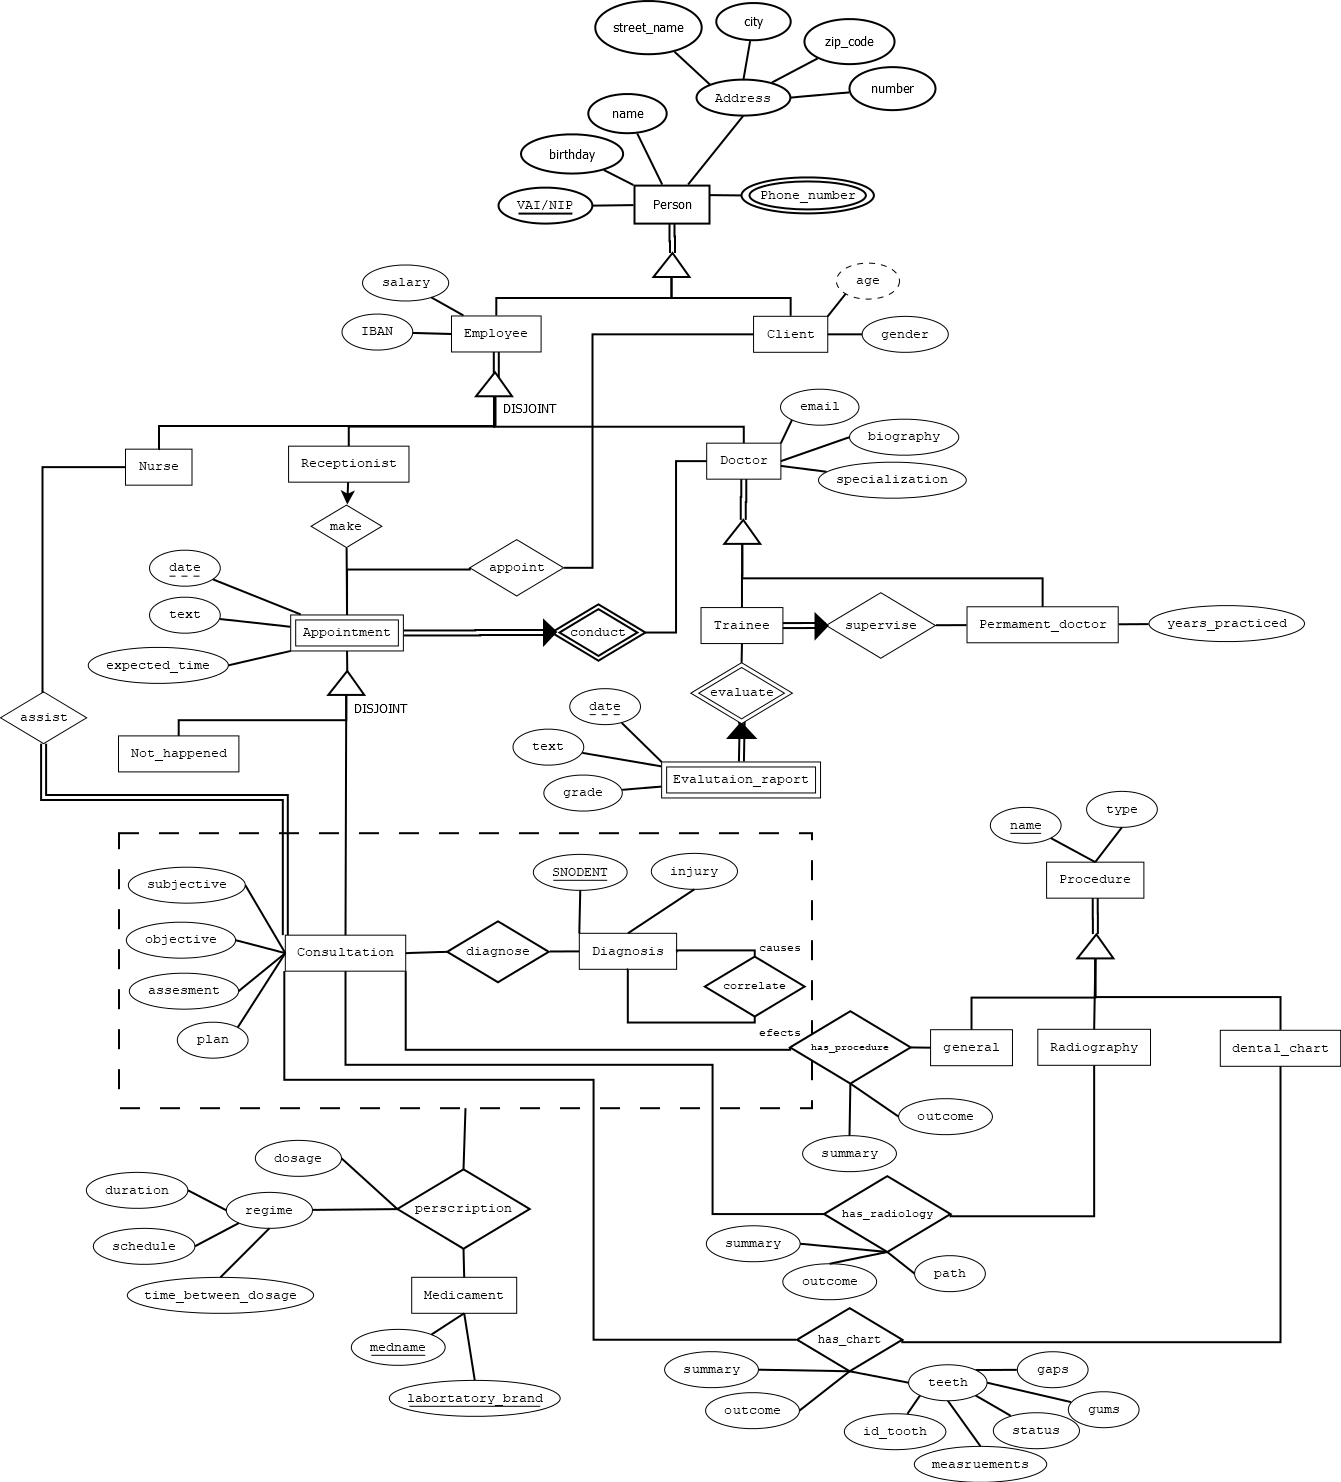 street_name
city
zip_code
number
Address
name
birthday
VAI/NIP
Person
Phone_number
salary
IBAN
Employee
age
Client
gender
DISJOINT
email
biography
specialization
Nurse
Receptionist
Doctor
make
date
appoint
text
Appointment
conduct
Trainee
supervise
Permament_doctor
years_practiced
expected_time
assist
DISJOINT
Not_happened
evaluate
date
text
grade
Evalutaion_raport
name
type
Procedure
subjective
objective
assesment
plan
Consultation
SNODENT
injury
diagnose
Diagnosis
causes
correlate
efects
has_procedure
general
Radiography
dental_chart
outcome
summary
dosage
duration
regime
schedule
time_between_dosage
perscription
Medicament
medname
labortatory_brand
has_radiology
summary
outcome
path
has_chart
summary
outcome
teeth
gaps
gums
status
id_tooth
measruements